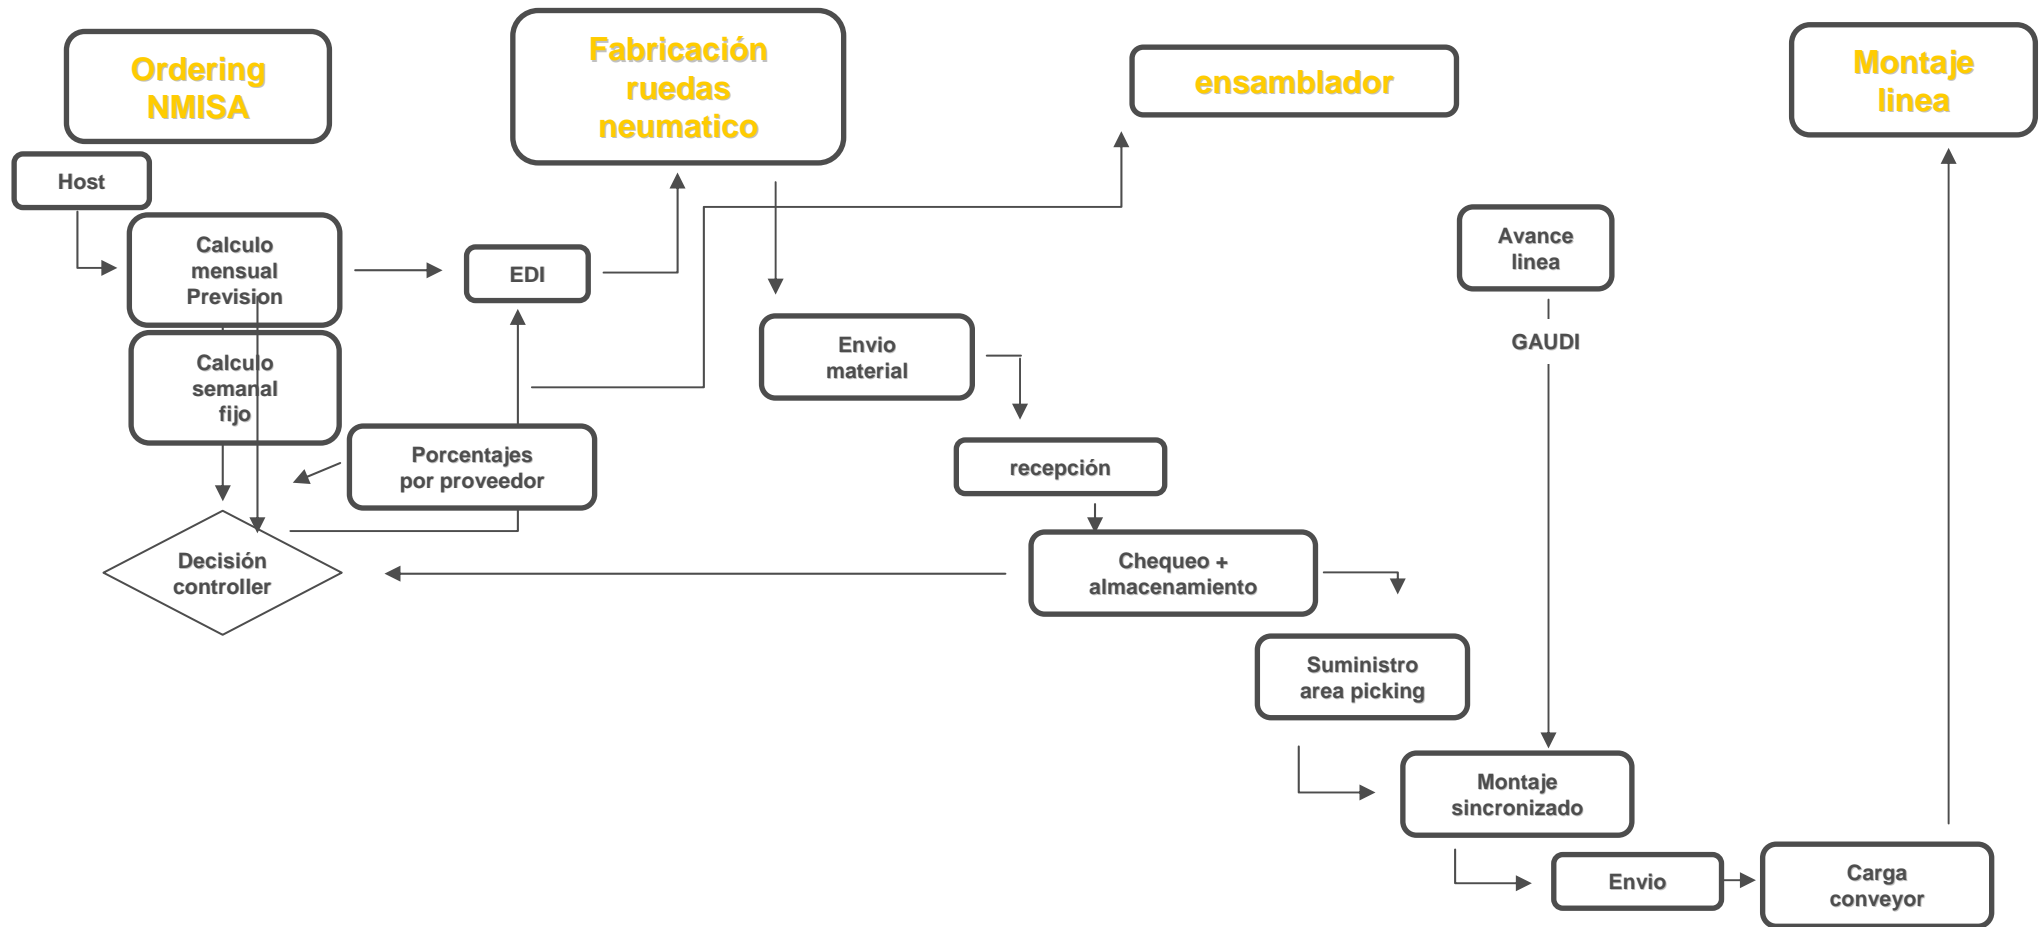 Ordering
NMISA
Fabricación
ruedas
neumatico
ensamblador
Montaje
linea
Host
Calculo
mensual
Prevision
EDI
Avance
linea
GAUDI
Envio
material
Calculo
semanal
fijo
Porcentajes
por proveedor
recepción
Decisión
controller
Chequeo +
almacenamiento
Suministro
area picking
Montaje
sincronizado
Envio
Carga
conveyor